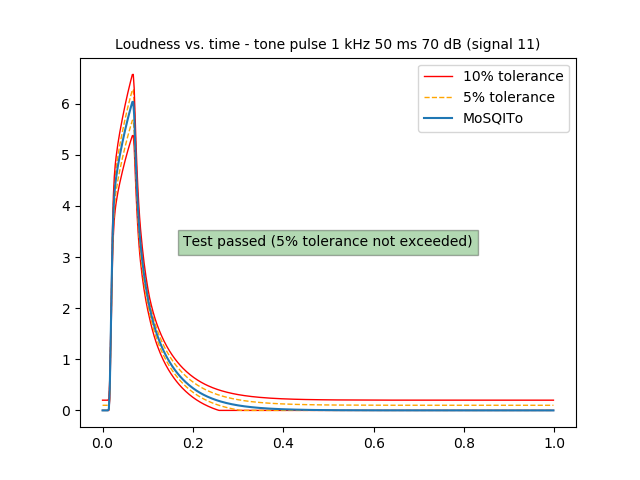 Loudness vs. time - tone pulse 1 kHz 50 ms 70 dB (signal 11)
10% tolerance
5% tolerance
MoSQITo
6
5
4
Test passed (5% tolerance not exceeded)
3
2
1
0
0.0 0.2 0.4 0.6 0.8 1.0